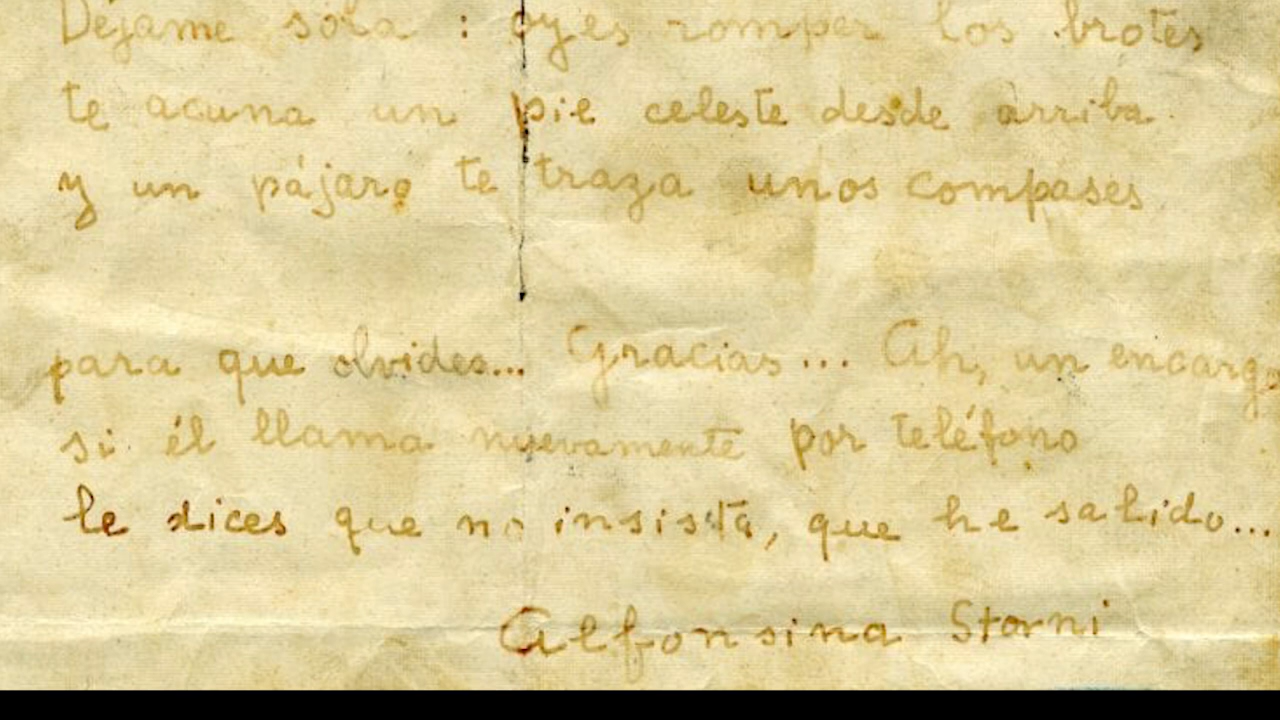 Déjame sola : oyes romper los brotes
te acuna un pie celeste desde arriba
y un pájaro te traza unos compases
para que olvides... Gracias... Ah, un encargo
si él llama nuevamente por teléfono
le dices que no insista, que he salido...
Alfonsina Storni